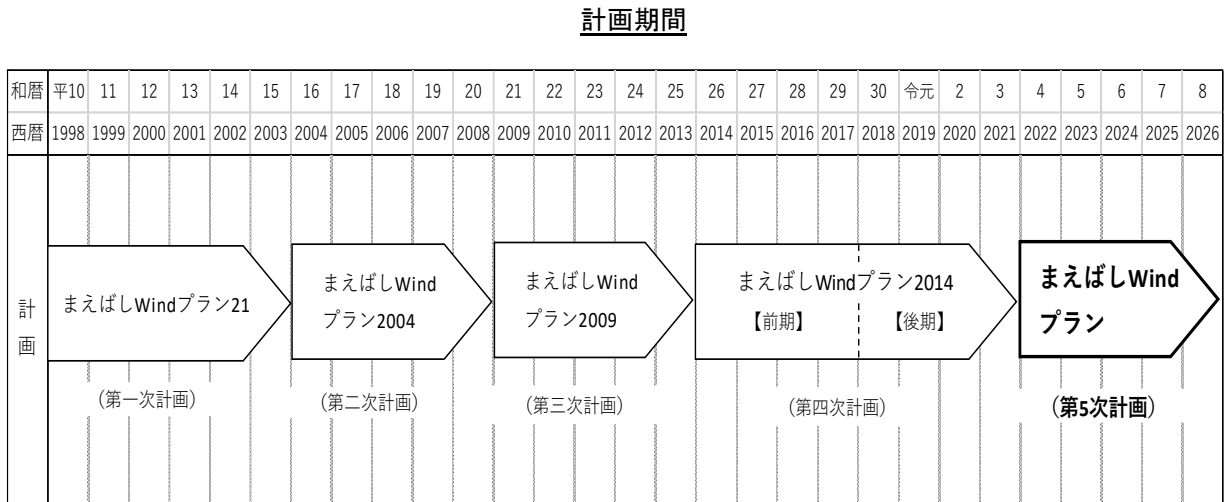 計画期間
和暦 平10 11 12 13 14 15 16 17 18 19 20 21 22 23 24 25 26 27 28 29 30 令元 2 3 4 5 6 7 8
西暦 1998 1999 2000 2001 2002 2003 2004 2005 2006 2007 2008 2009 2010 2011 2012 2013 2014 2015 2016 2017 2018 2019 2020 2021 2022 2023 2024 2025 2026
計画
まえばしWindプラン21
(第一次計画)
まえばしWind
プラン2004
(第二次計画)
まえばしWind
プラン2009
(第三次計画)
まえばしWindプラン2014
【前期】 【後期】
(第四次計画)
まえばしWind
プラン
(第5次計画)